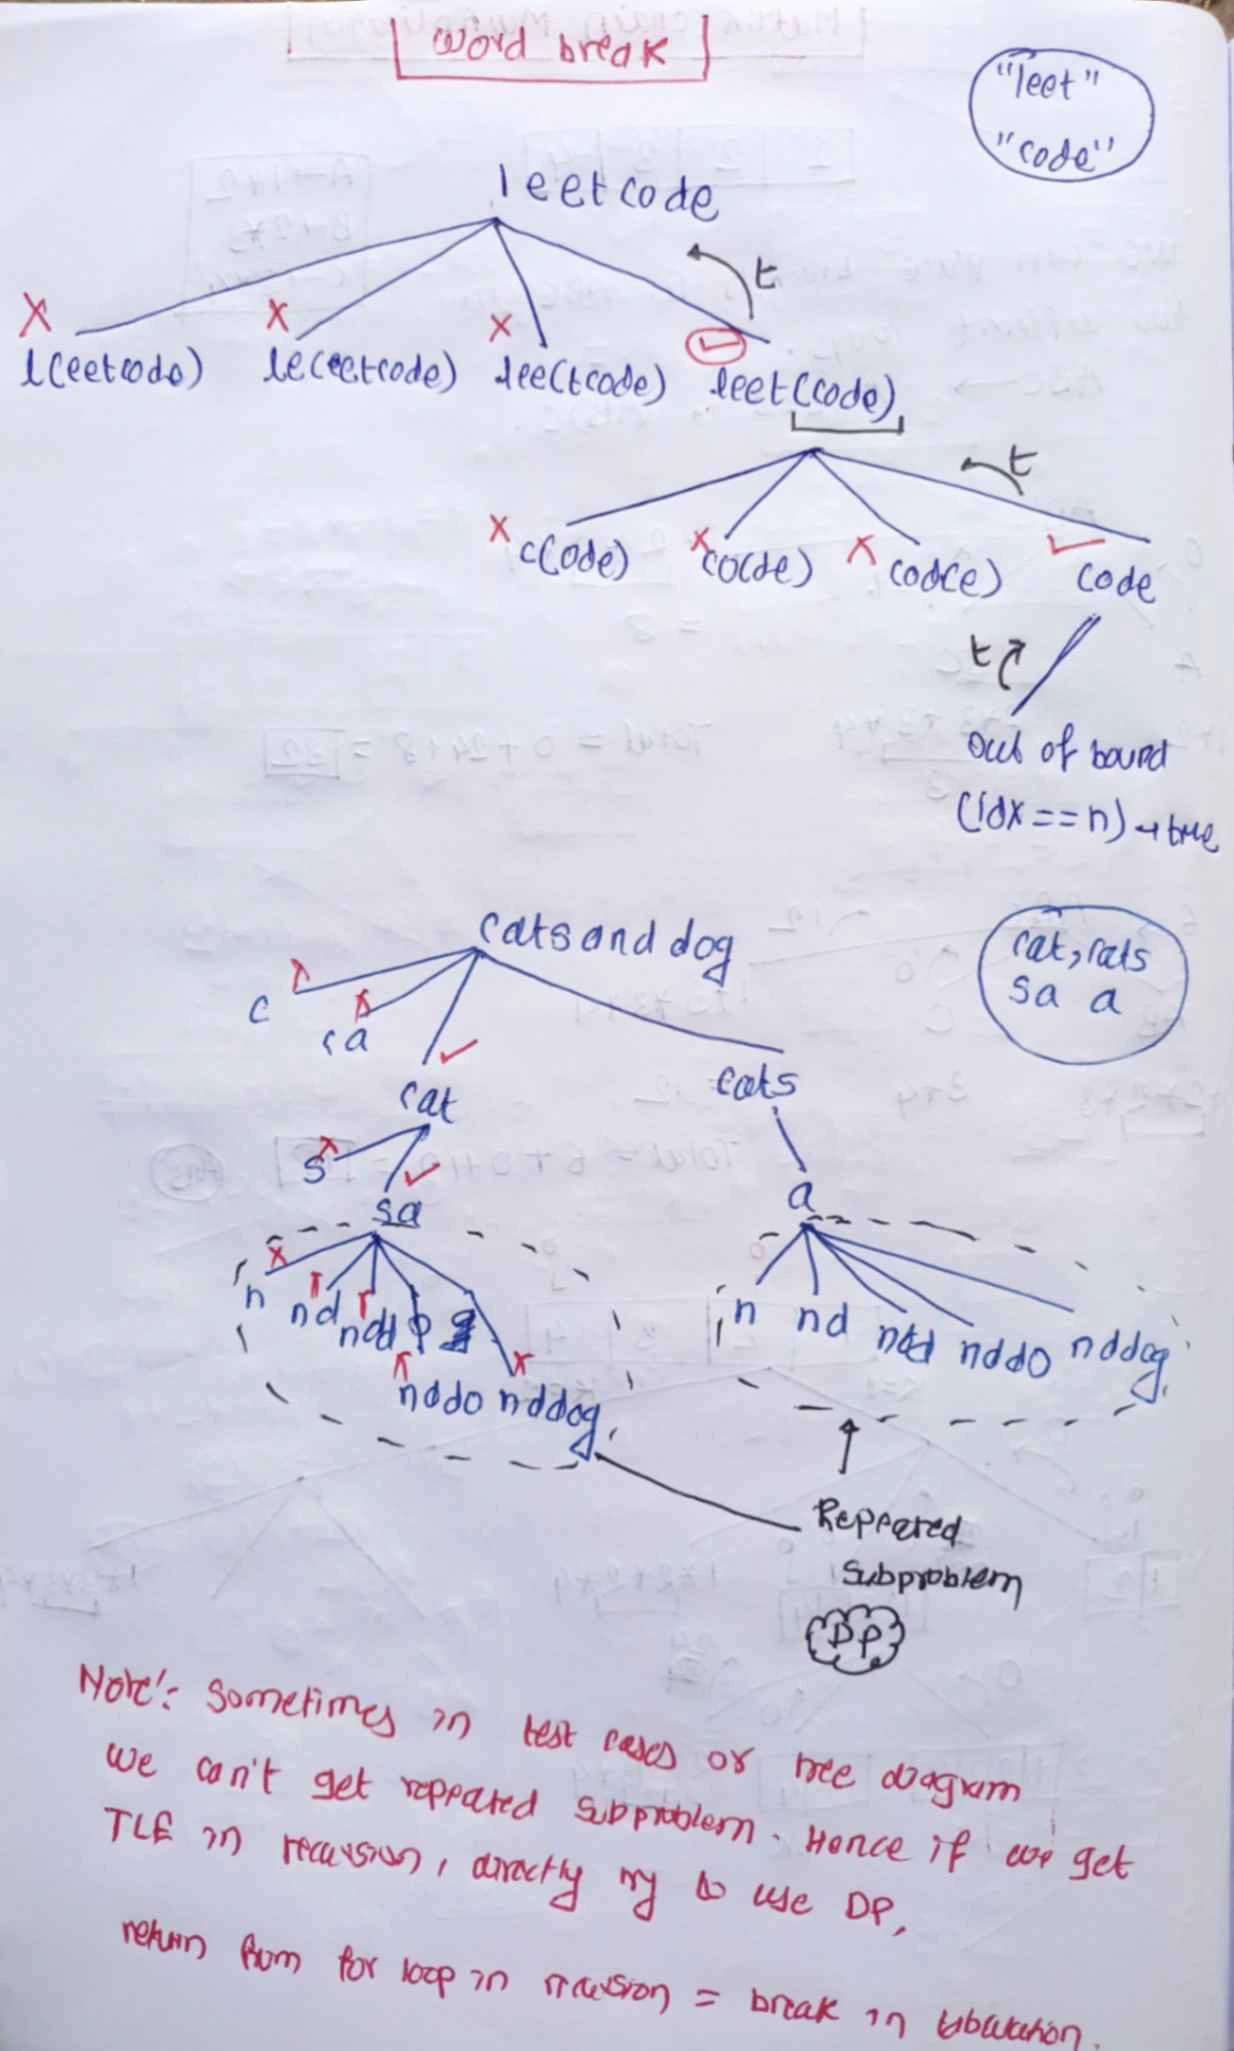 word break
"leet"
"code"
leetcode
t
l(eetcode) le(etcode) lee(tcode) leet(code)
t
c(ode) co(de) cod(e) code
t
out of bound
(idx==n) → true
catsanddog
cat, cats
sa a
c
ca
cat
cats
s
sa
a
n nd ndd
nddo nddog
n nd ndd nddo nddog
Repeated
Subproblem
DP
Note: Sometimes in test cases or tree diagram
we can't get repeated subproblem. Hence if we get
TLE in recursion, directly try to use DP,
return from for loop in recursion = break in tabulation.